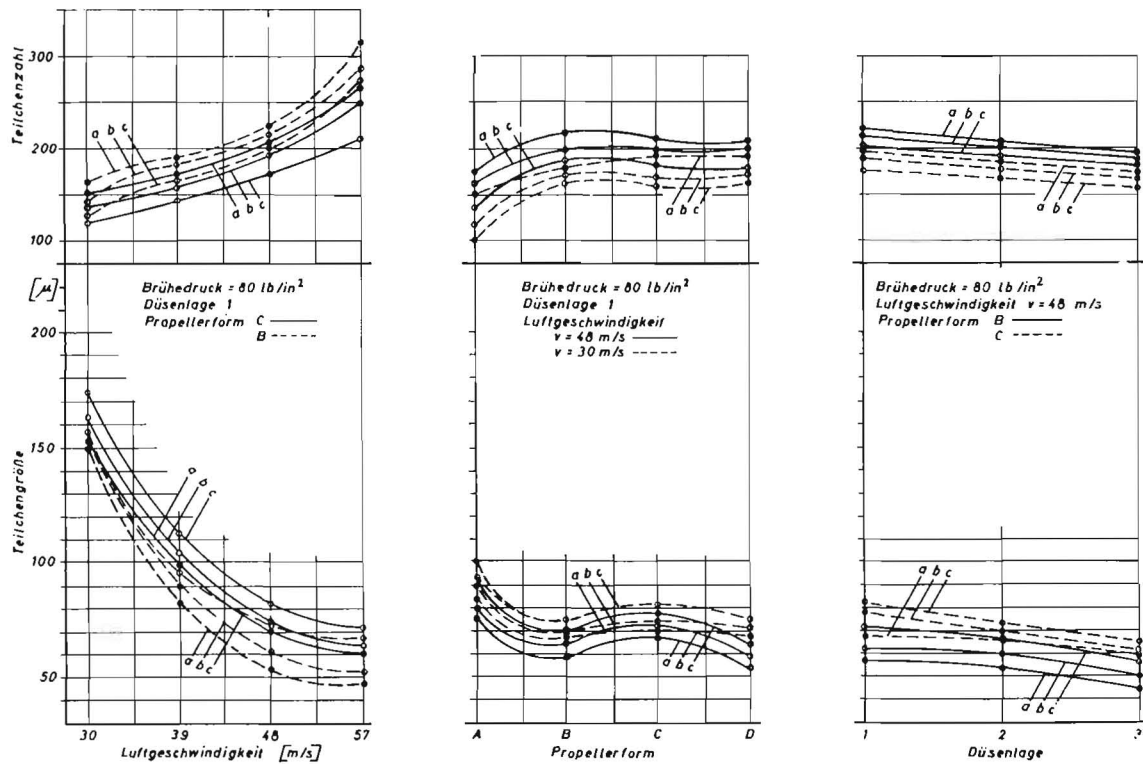 Teilchenzahl
300
200
100
a b c
a b c
[μ]
Teilchengröße
200
150
100
50
Brühedruck = 80 lb/in²
Düsenlage 1
Propellerform C
B
a b c
a b c
30 39 48 57
Luftgeschwindigkeit [m/s]
a b c
a b c
Brühedruck = 80 lb/in²
Düsenlage 1
Luftgeschwindigkeit
v = 48 m/s
v = 30 m/s
a b c
a b c
A B C D
Propellerform
a b c
a b c
Brühedruck = 80 lb/in²
Luftgeschwindigkeit v = 48 m/s
Propellerform B
C
a b c
a b c
1 2 3
Düsenlage